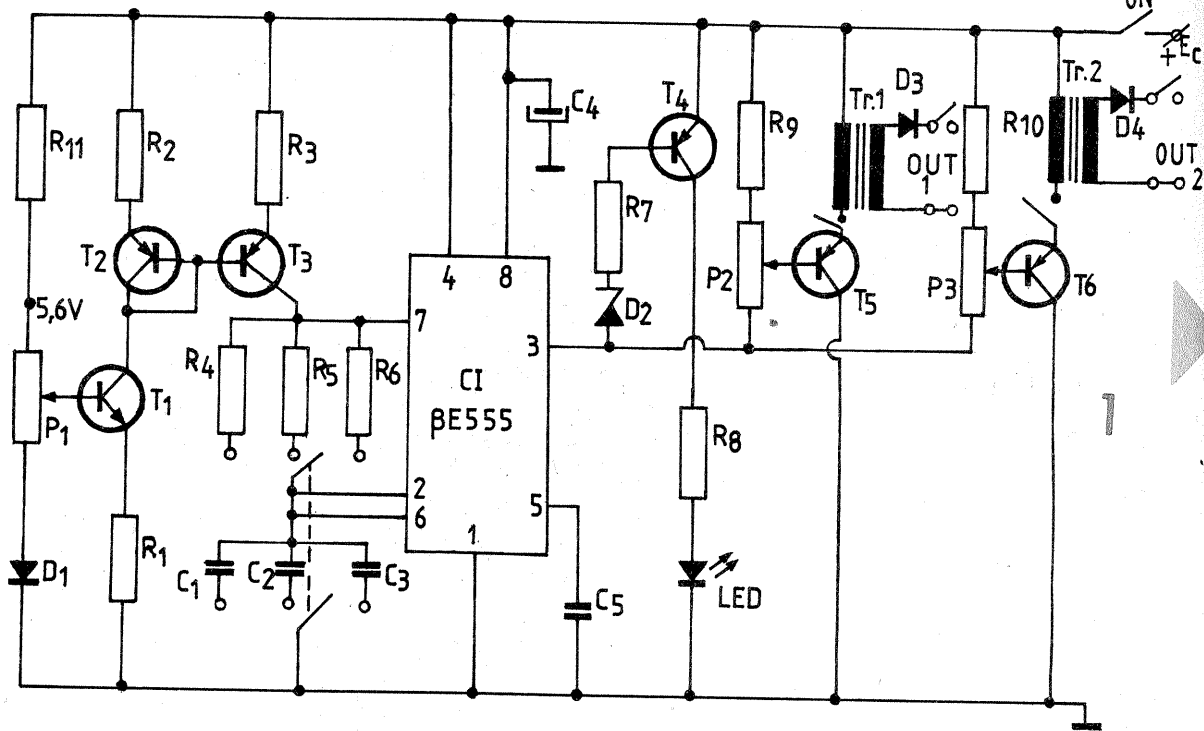 ON
+Ec
R11
R2
R3
C4
T4
R9
Tr.1
D3
OUT
1
R10
Tr.2
D4
OUT
2
T2
T3
4
8
R7
P2
T5
P3
T6
5,6V
7
D2
3
R4
R5
R6
CI
βE555
P1
T1
R8
1
2
6
5
1
D1
R1
C1
C2
C3
C5
LED